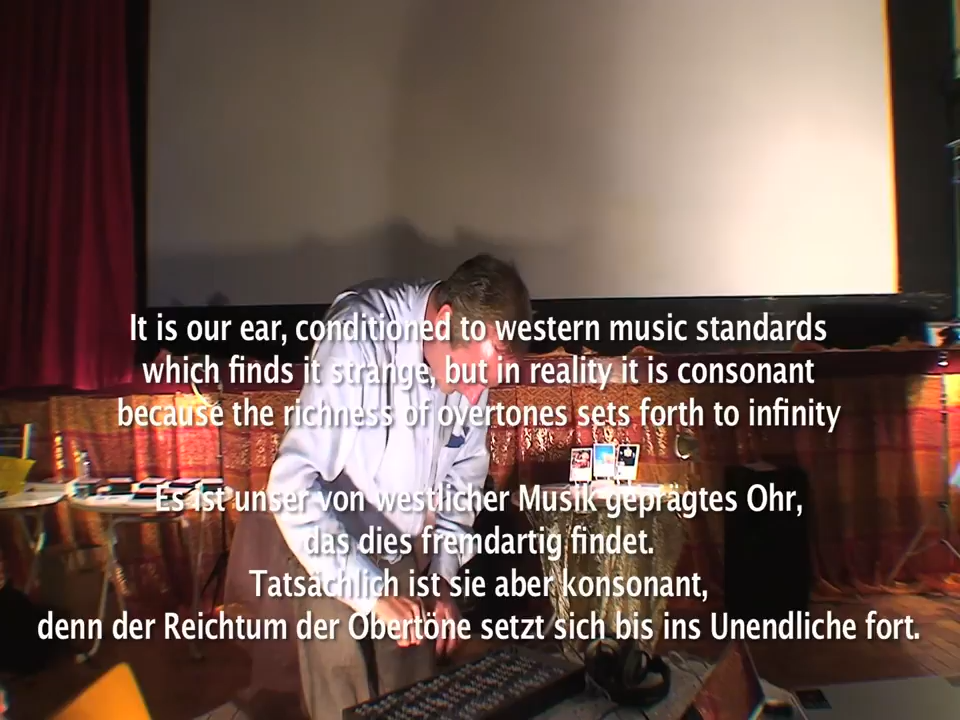 It is our ear, conditioned to western music standards
which finds it strange, but in reality it is consonant
because the richness of overtones sets forth to infinity
Es ist unser von westlicher Musik geprägtes Ohr,
das dies fremdartig findet.
Tatsächlich ist sie aber konsonant,
denn der Reichtum der Obertöne setzt sich bis ins Unendliche fort.